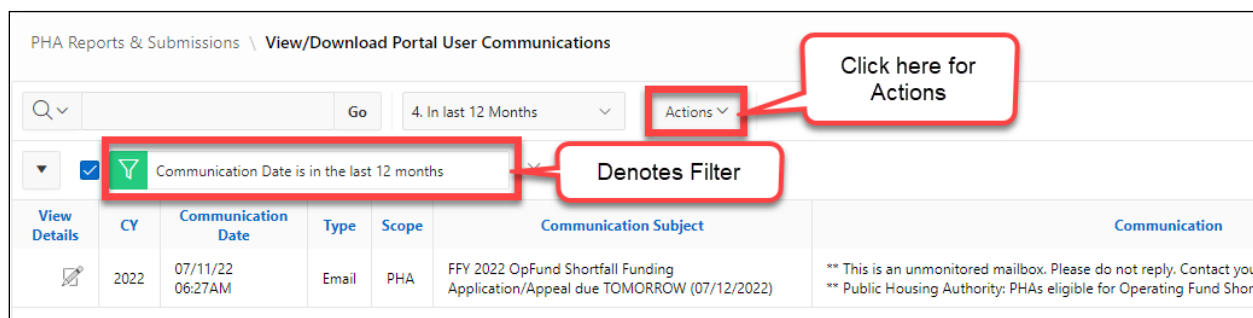 PHA Reports & Submissions \ View/Download Portal User Communications
Click here for
Actions
Go
4. In last 12 Months
Actions
Communication Date is in the last 12 months
Denotes Filter
View
Details
CY
Communication
Date
Type
Scope
Communication Subject
Communication
2022
07/11/22
06:27AM
Email
PHA
FFY 2022 OpFund Shortfall Funding
Application/Appeal due TOMORROW (07/12/2022)
** This is an unmonitored mailbox. Please do not reply. Contact you
** Public Housing Authority: PHAs eligible for Operating Fund Shor